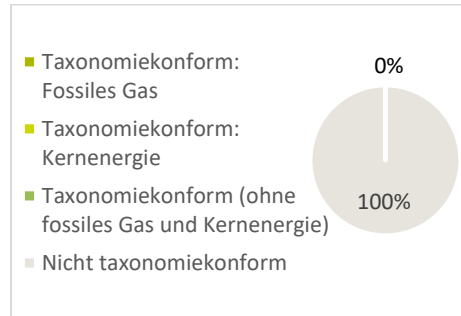 Taxonomiekonform:
Fossiles Gas
Taxonomiekonform:
Kernenergie
Taxonomiekonform (ohne
fossiles Gas und Kernenergie)
Nicht taxonomiekonform
0%
100%